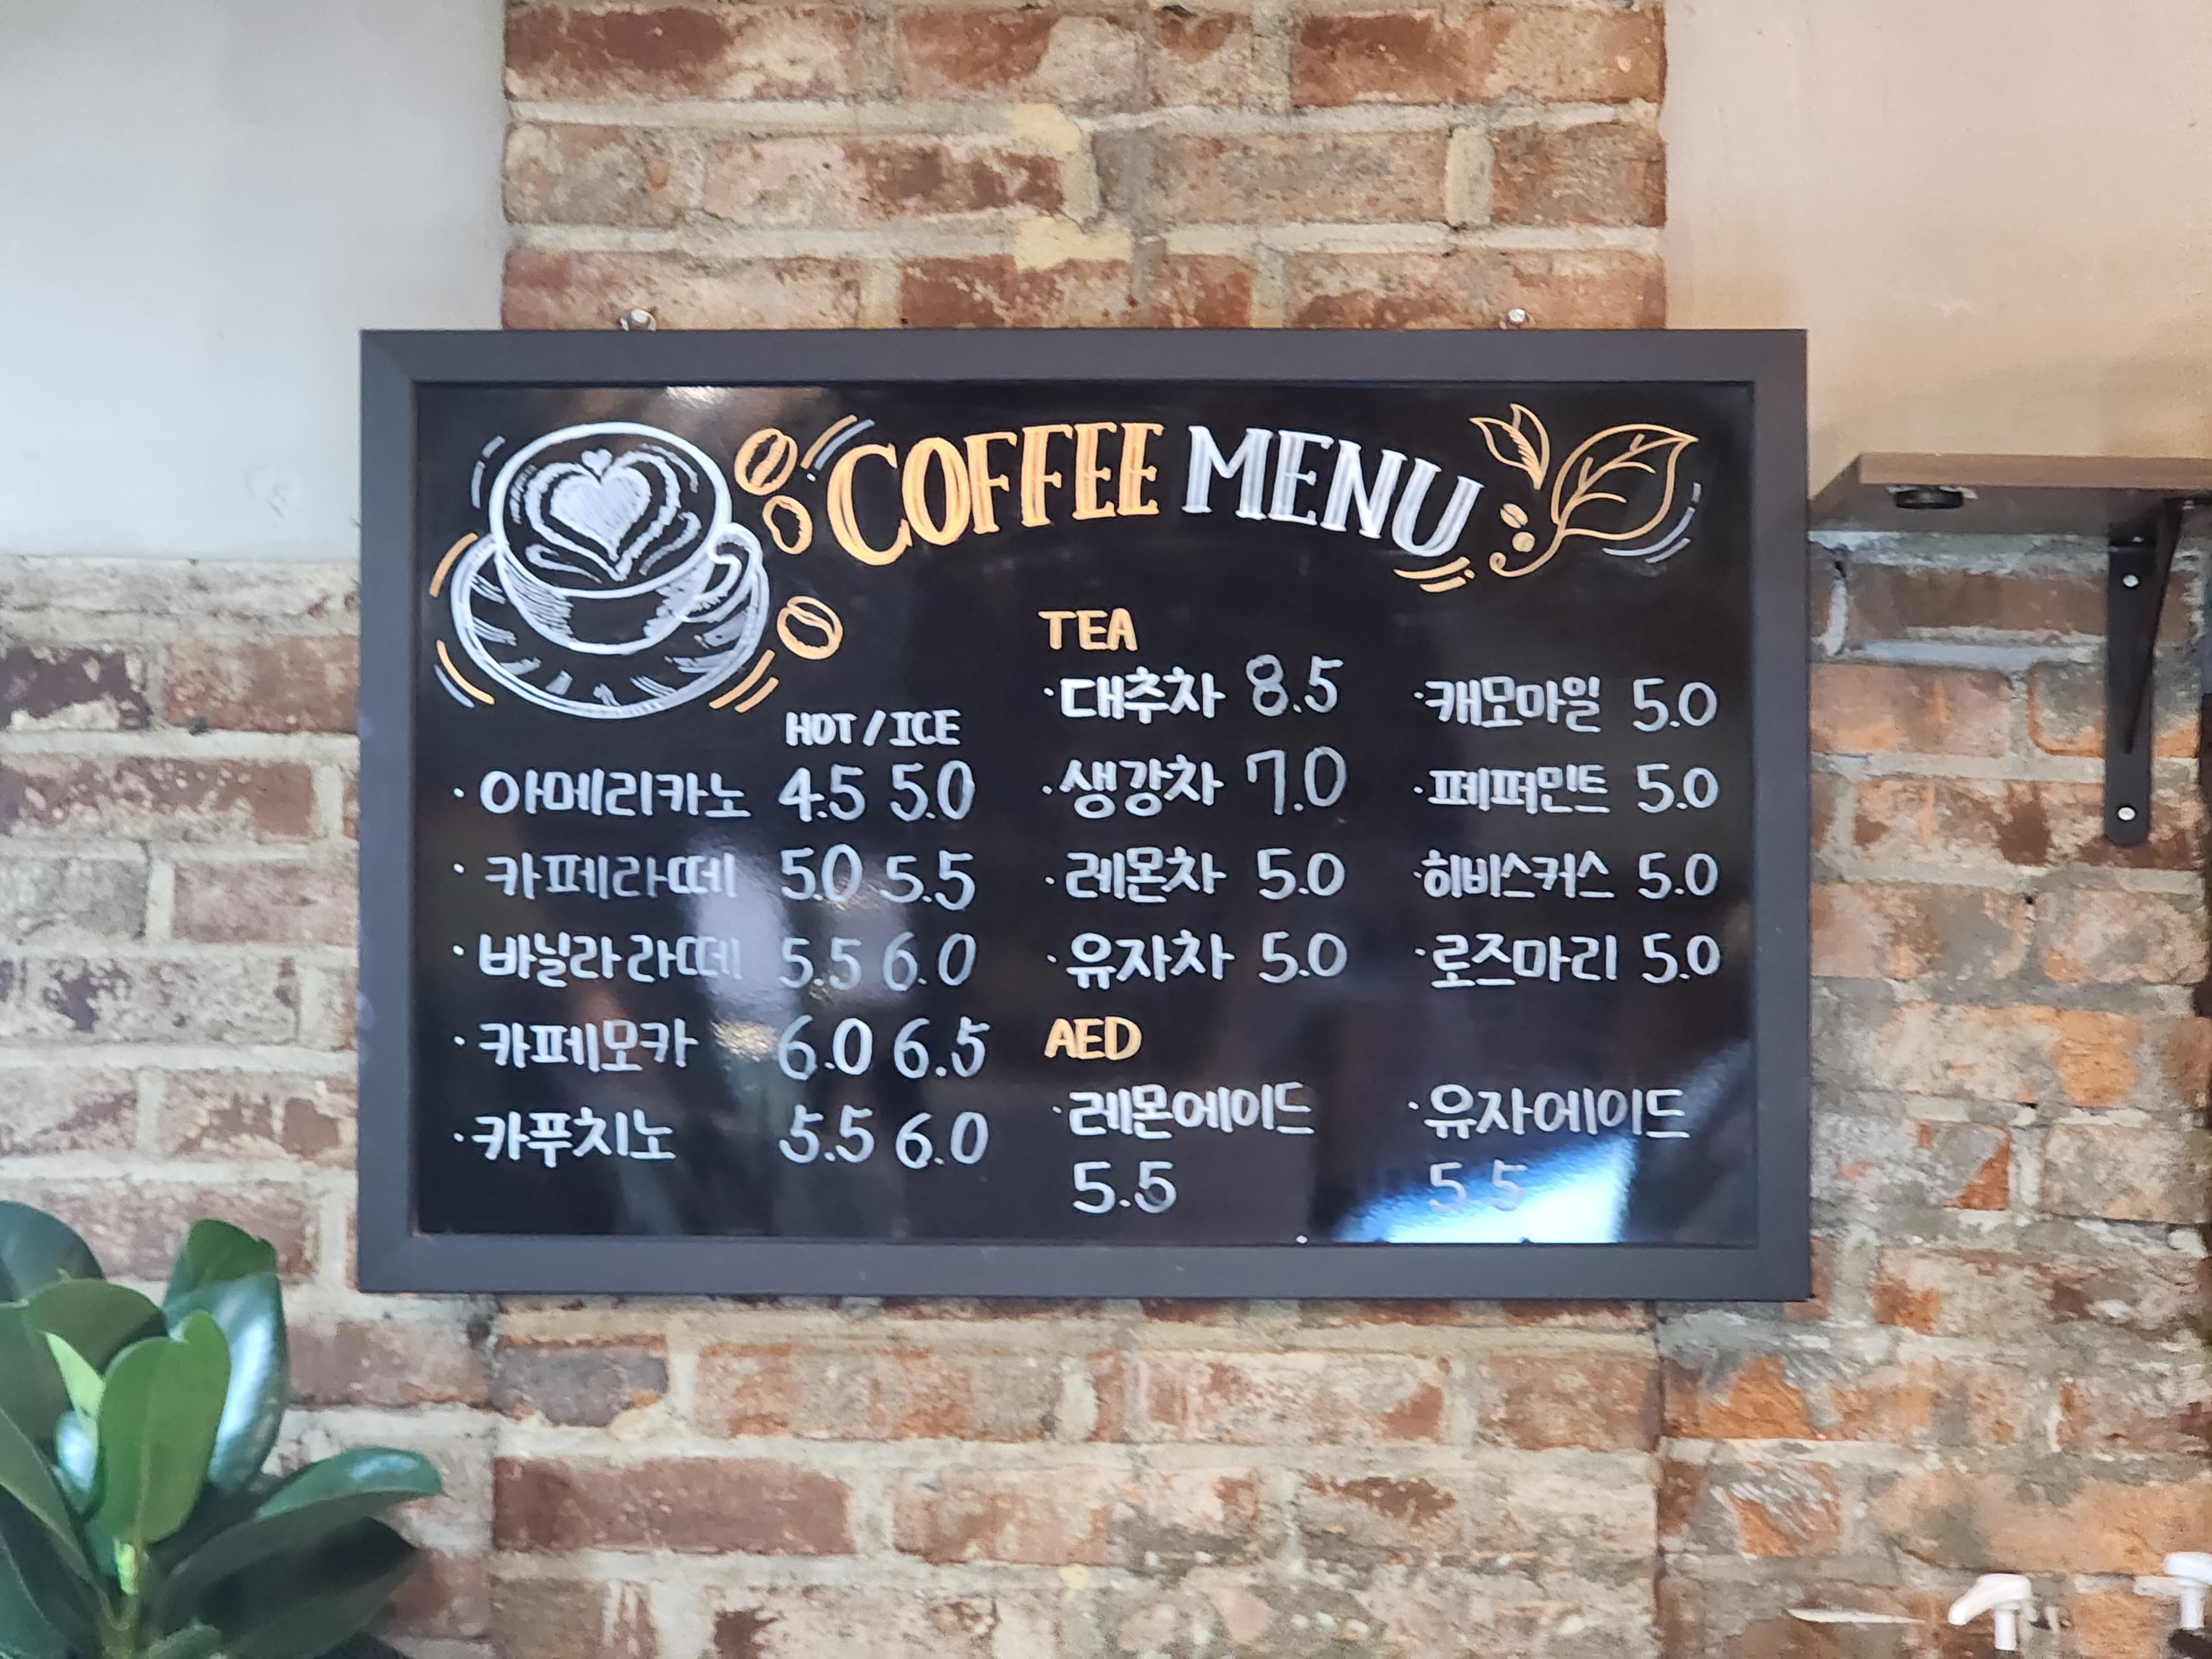 COFFEE MENU
HOT / ICE
· 아메리카노 4.5 5.0
· 카페라떼 5.0 5.5
· 바닐라라떼 5.5 6.0
· 카페모카 6.0 6.5
· 카푸치노 5.5 6.0
TEA
· 대추차 8.5
· 생강차 7.0
· 레몬차 5.0
· 유자차 5.0
· 캐모마일 5.0
· 페퍼민트 5.0
· 히비스커스 5.0
· 로즈마리 5.0
AED
· 레몬에이드
5.5
· 유자에이드
5.5